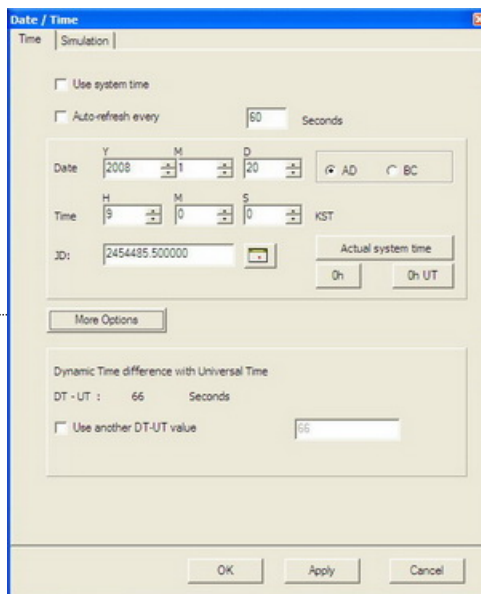 Date / Time
Time Simulation
Use system time
Auto-refresh every 60 Seconds
Y M D
Date 2008 1 20 AD BC
H M S
Time 9 0 0 KST
JD: 2454485.500000 Actual system time
0h 0h UT
More Options
Dynamic Time difference with Universal Time
DT - UT : 66 Seconds
Use another DT-UT value 66
OK Apply Cancel